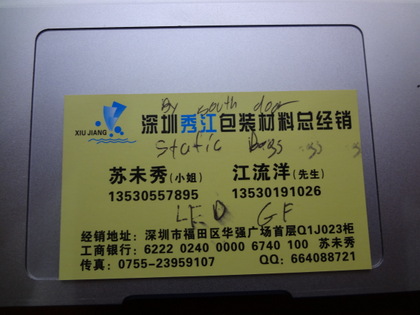 By south door
XIU JIANG
深圳秀江包装材料总经销
Static Bags
苏未秀(小姐) 江流洋(先生)
13530557895 13530191026
LED GF
经销地址：深圳市福田区华强广场首层Q1J023柜
工商银行：6222 0240 0000 6740 100 苏未秀
传真：0755-23959107 QQ：664088721